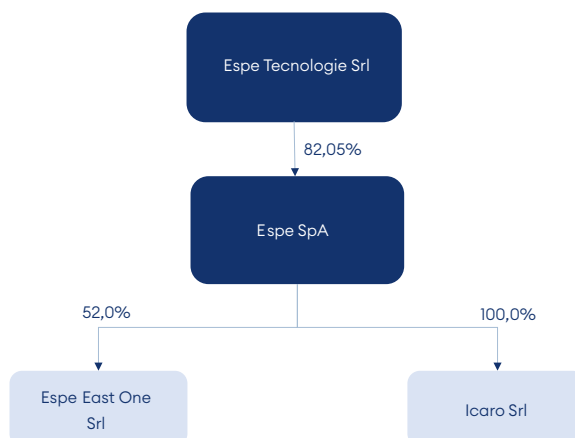 Espe Tecnologie Srl
82,05%
Espe SpA
52,0%
100,0%
Espe East One
Srl
Icaro Srl